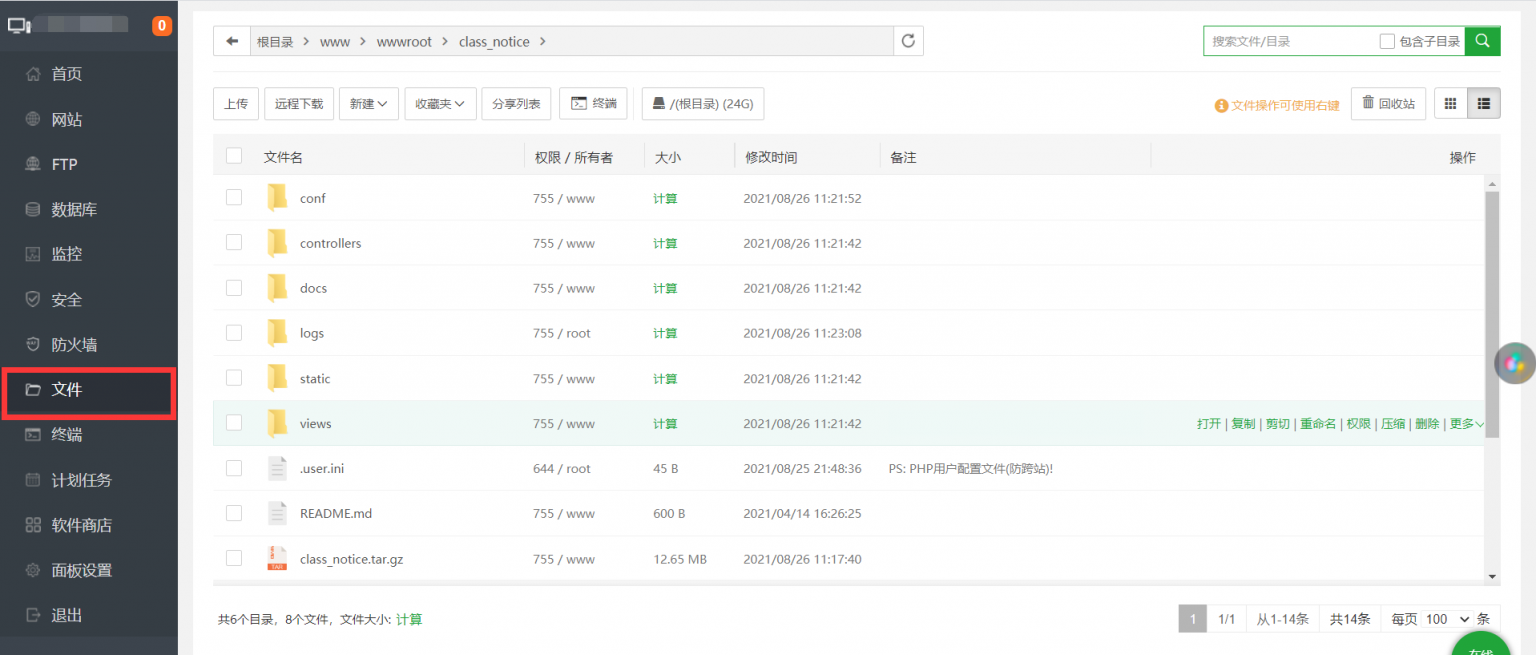 0
首页
网站
FTP
数据库
监控
安全
防火墙
文件
终端
计划任务
软件商店
面板设置
退出
根目录 > www > wwwroot > class_notice >
搜索文件/目录 包含子目录
上传 远程下载 新建 收藏夹 分享列表 终端 /(根目录) (24G) 文件操作可使用右键 回收站
文件名 权限 / 所有者 大小 修改时间 备注 操作
conf 755 / www 计算 2021/08/26 11:21:52
controllers 755 / www 计算 2021/08/26 11:21:42
docs 755 / www 计算 2021/08/26 11:21:42
logs 755 / root 计算 2021/08/26 11:23:08
static 755 / www 计算 2021/08/26 11:21:42
views 755 / www 计算 2021/08/26 11:21:42 打开 | 复制 | 剪切 | 重命名 | 权限 | 压缩 | 删除 | 更多
.user.ini 644 / root 45 B 2021/08/25 21:48:36 PS: PHP用户配置文件(防跨站)!
README.md 755 / www 600 B 2021/04/14 16:26:25
class_notice.tar.gz 755 / www 12.65 MB 2021/08/26 11:17:40
共6个目录，8个文件，文件大小: 计算 1 1/1 从1-14条 共14条 每页 100 条